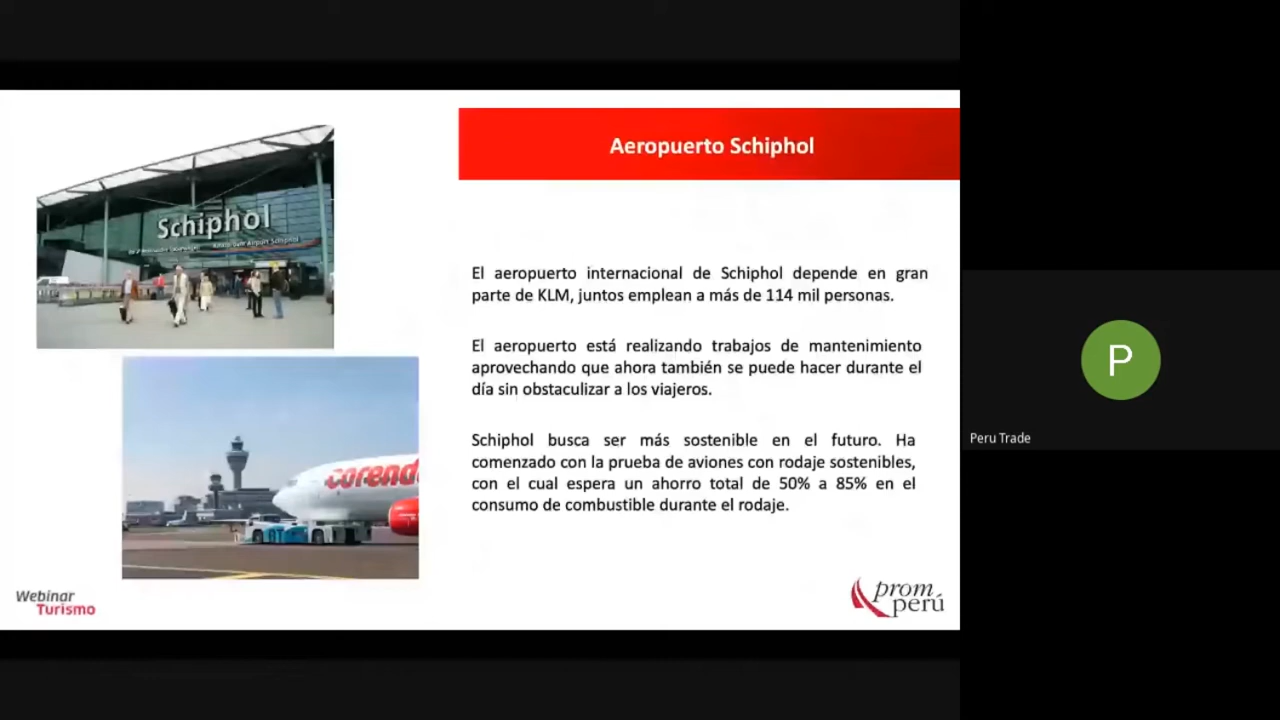 Aeropuerto Schiphol
Schiphol
El aeropuerto internacional de Schiphol depende en gran
parte de KLM, juntos emplean a más de 114 mil personas.
El aeropuerto está realizando trabajos de mantenimiento
aprovechando que ahora también se puede hacer durante el
día sin obstaculizar a los viajeros.
Schiphol busca ser más sostenible en el futuro. Ha
comenzado con la prueba de aviones con rodaje sostenibles,
con el cual espera un ahorro total de 50% a 85% en el
consumo de combustible durante el rodaje.
corend
Webinar
Turismo
prom
perú
P
Peru Trade